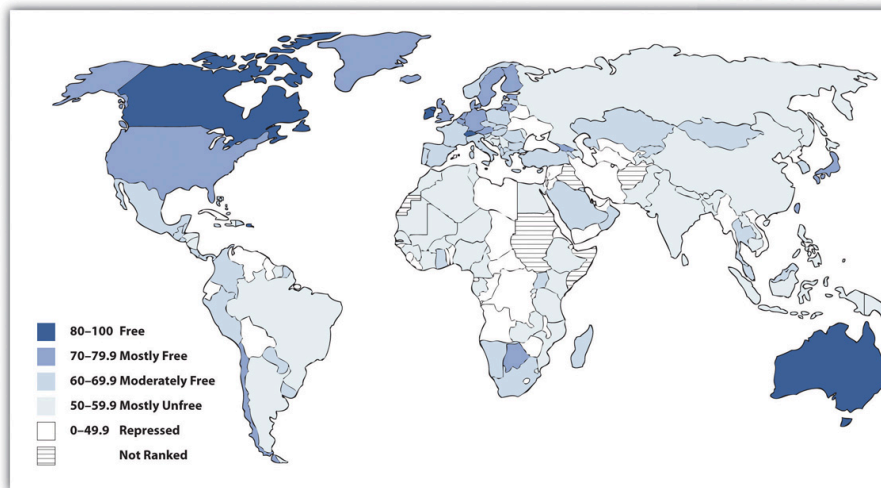 80–100 Free
70–79.9 Mostly Free
60–69.9 Moderately Free
50–59.9 Mostly Unfree
0–49.9 Repressed
Not Ranked